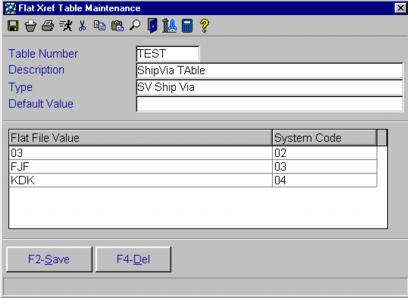 Flat Xref Table Maintenance
Table Number TEST
Description ShipVia TAble
Type SV Ship Via
Default Value
Flat File Value System Code
03 02
FJF 03
KDK 04
F2-Save F4-Del